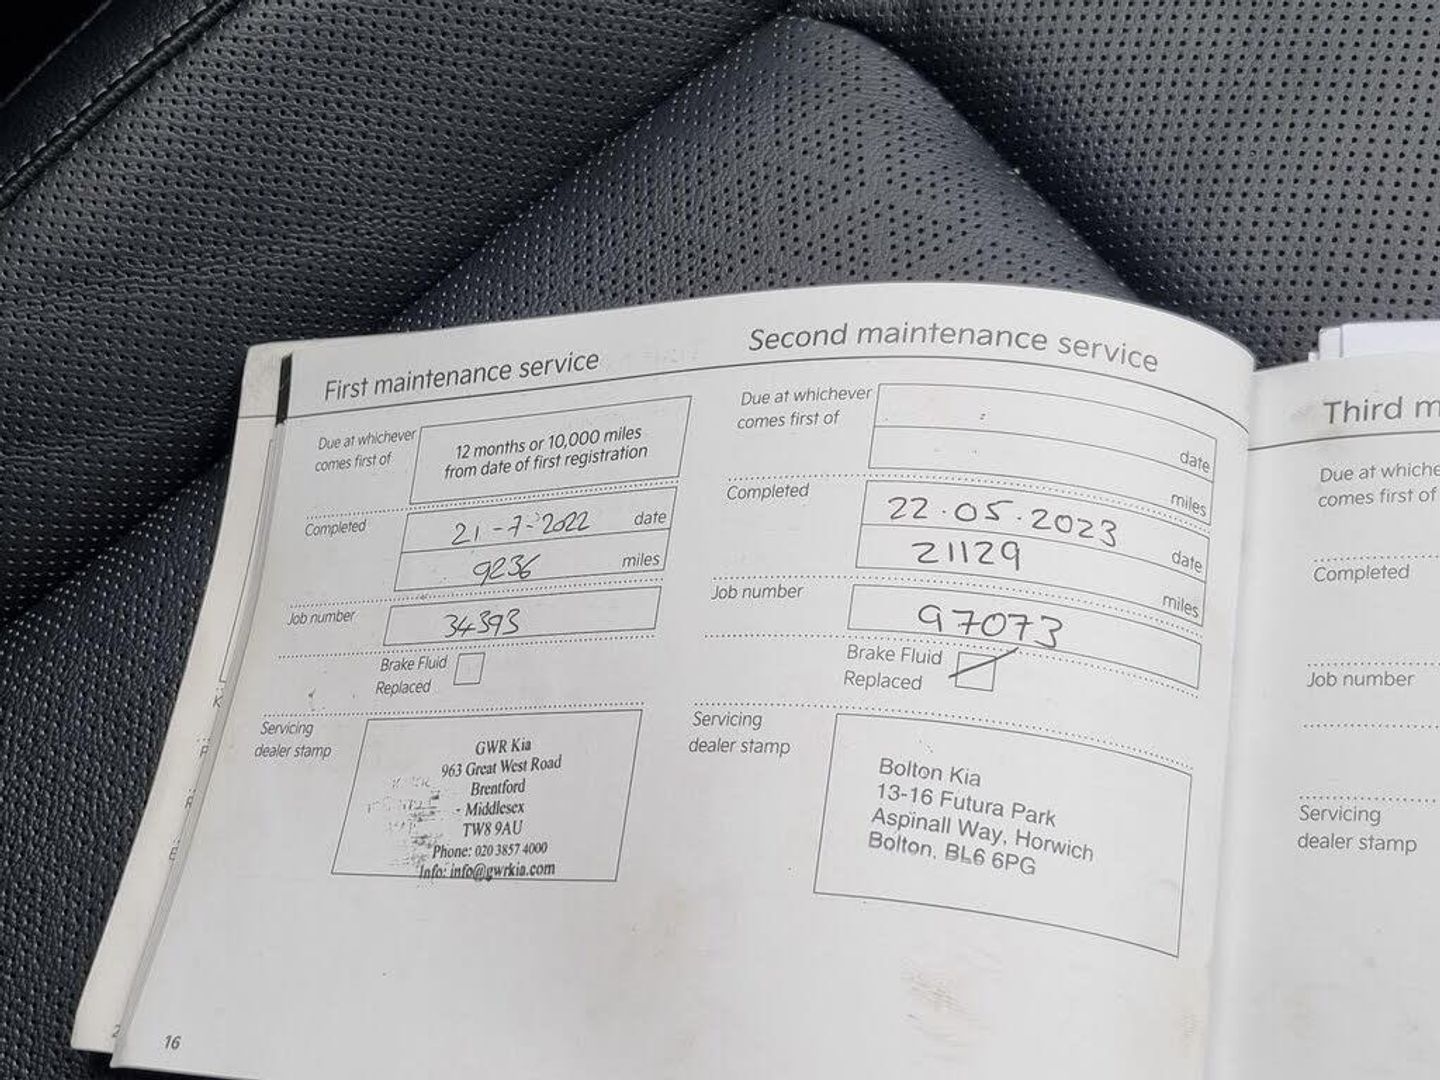 First maintenance service
Due at whichever
comes first of
12 months or 10,000 miles
from date of first registration
Completed
21-7-2022 date
9236 miles
Job number
34393
Brake Fluid
Replaced
Servicing
dealer stamp
GWR Kia
963 Great West Road
Brentford
Middlesex
TW8 9AU
Phone: 020 3857 4000
Info: info@gwrkia.com
16
Second maintenance service
Due at whichever
comes first of
date
miles
Completed
22.05.2023 date
21129 miles
Job number
97073
Brake Fluid
Replaced
Servicing
dealer stamp
Bolton Kia
13-16 Futura Park
Aspinall Way, Horwich
Bolton, BL6 6PG
Third m
Due at whiche
comes first of
Completed
Job number
Servicing
dealer stamp